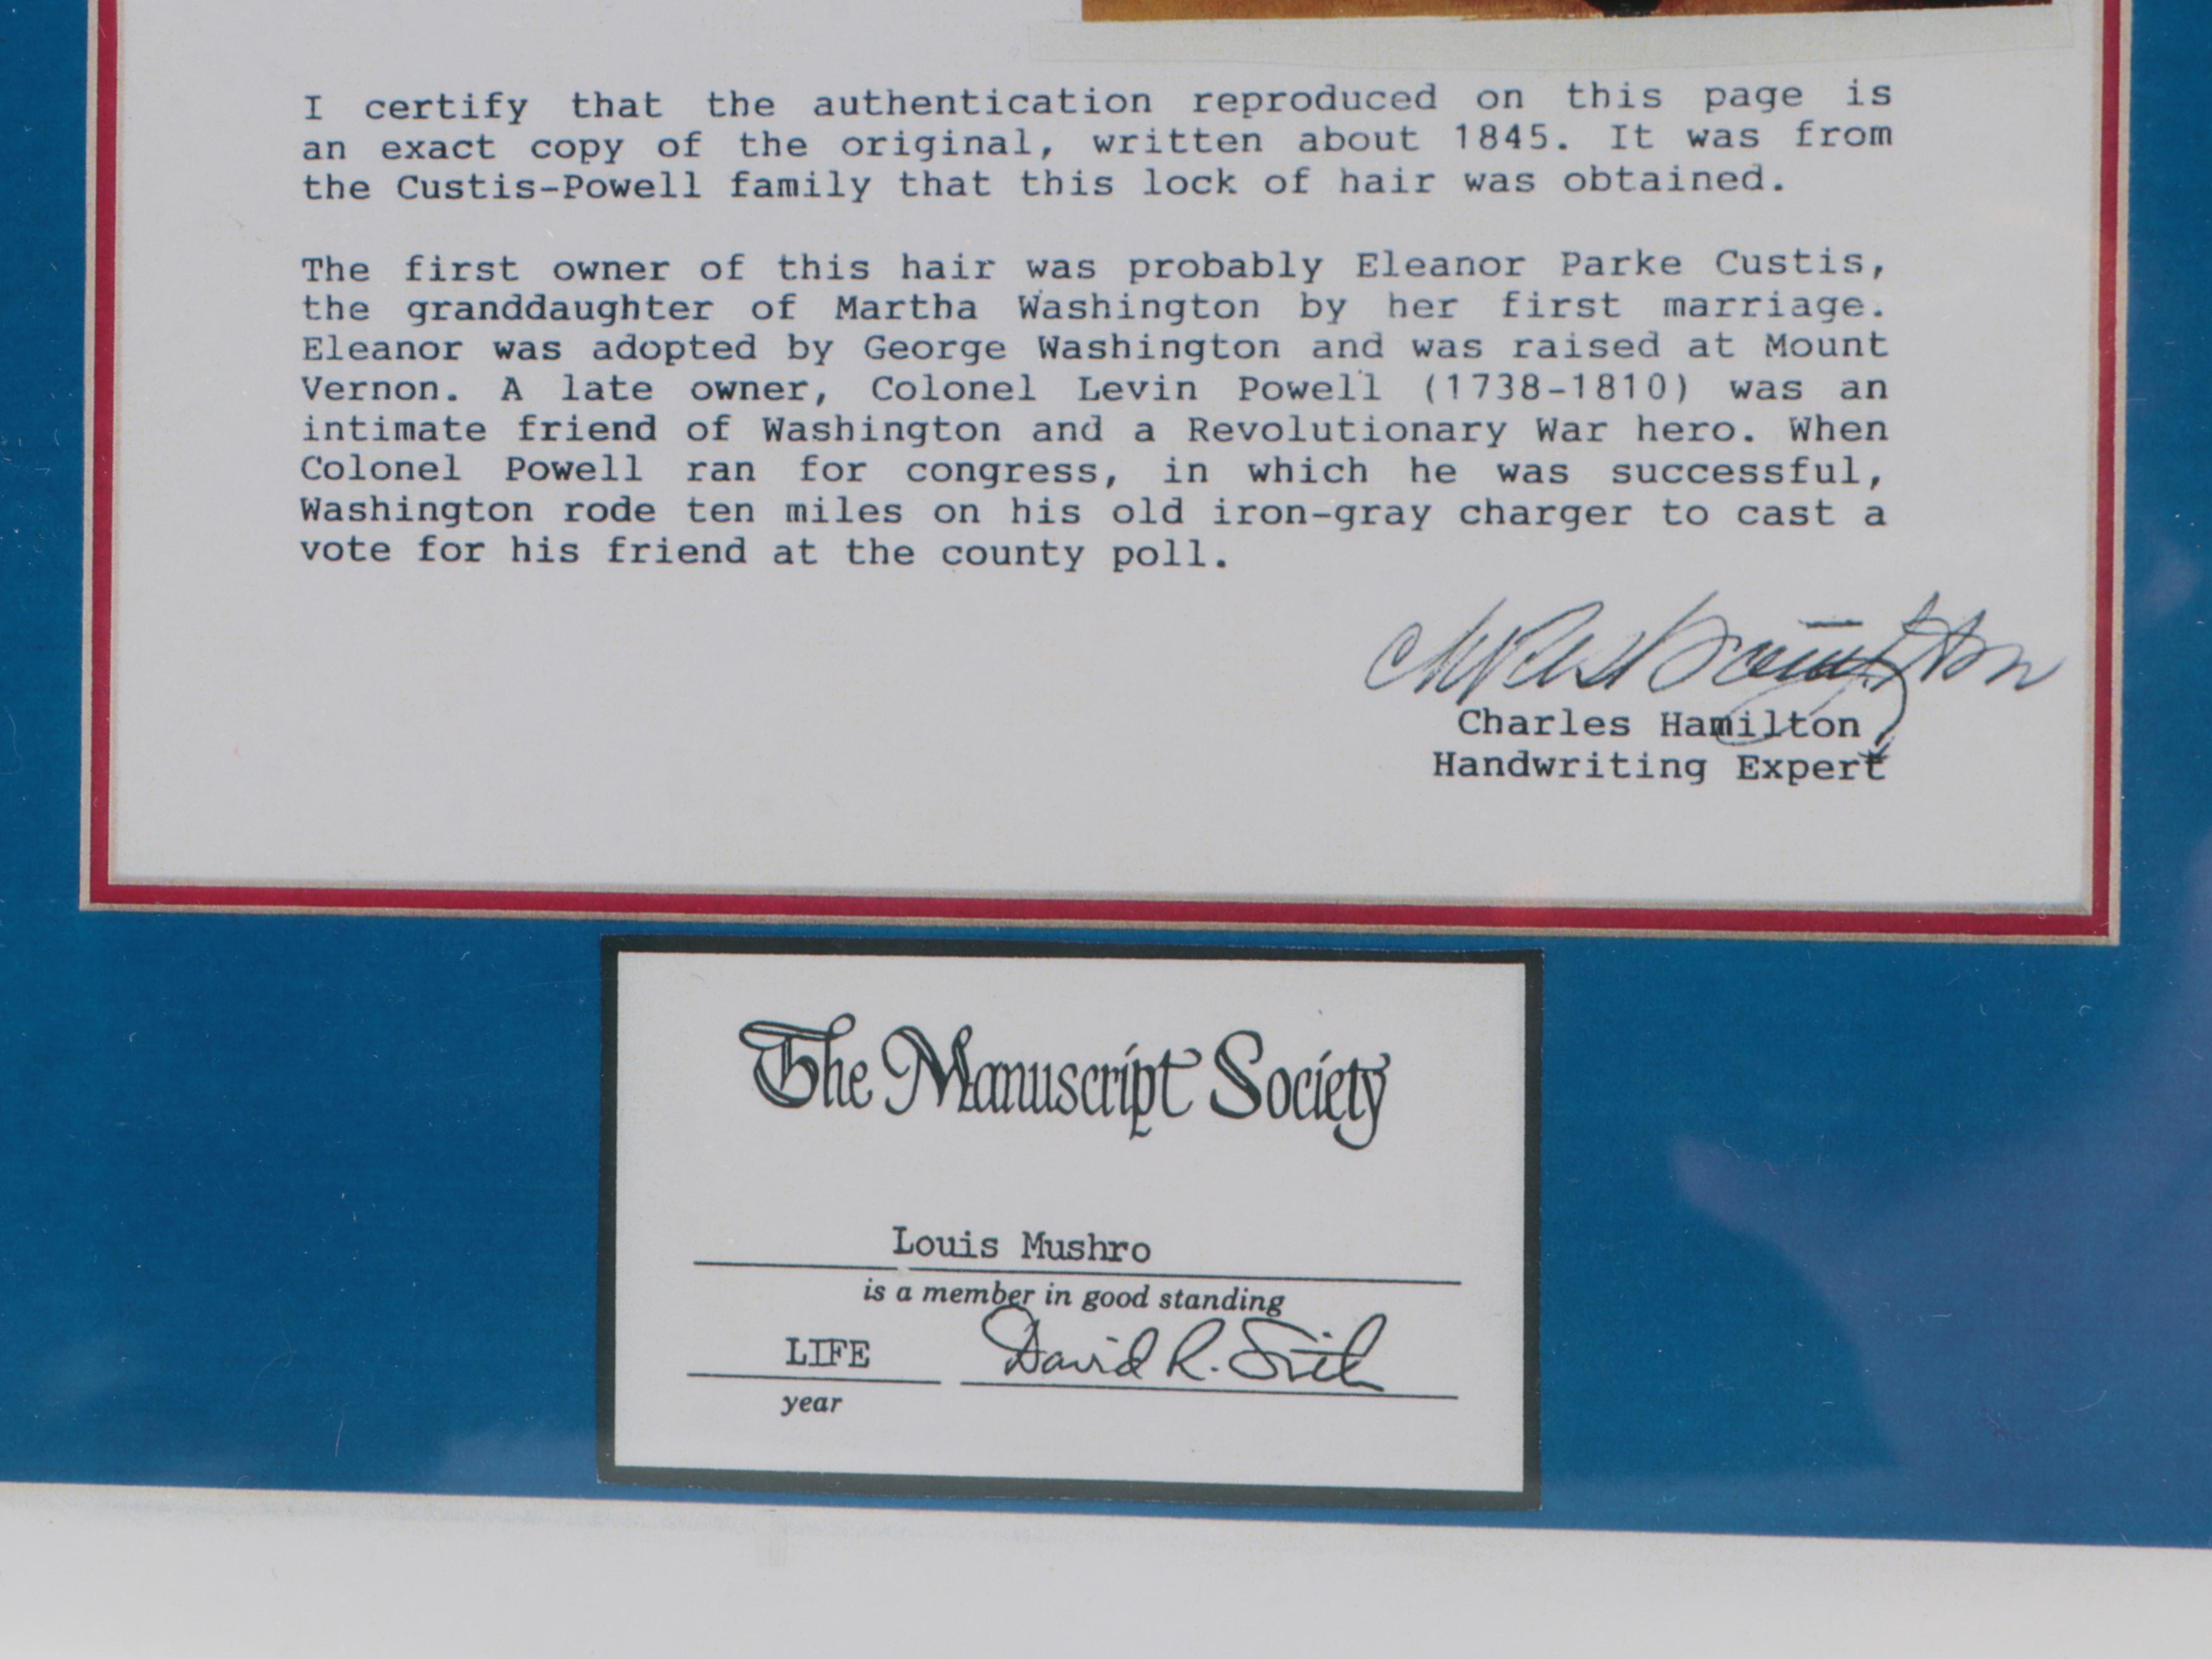 I certify that the authentication reproduced on this page is
an exact copy of the original, written about 1845. It was from
the Custis-Powell family that this lock of hair was obtained.
The first owner of this hair was probably Eleanor Parke Custis,
the granddaughter of Martha Washington by her first marriage.
Eleanor was adopted by George Washington and was raised at Mount
Vernon. A late owner, Colonel Levin Powell (1738-1810) was an
intimate friend of Washington and a Revolutionary War hero. When
Colonel Powell ran for congress, in which he was successful,
Washington rode ten miles on his old iron-gray charger to cast a
vote for his friend at the county poll.
Charles Hamilton
Charles Hamilton
Handwriting Expert
The Manuscript Society
Louis Mushro
is a member in good standing
LIFE David R. Smith
year